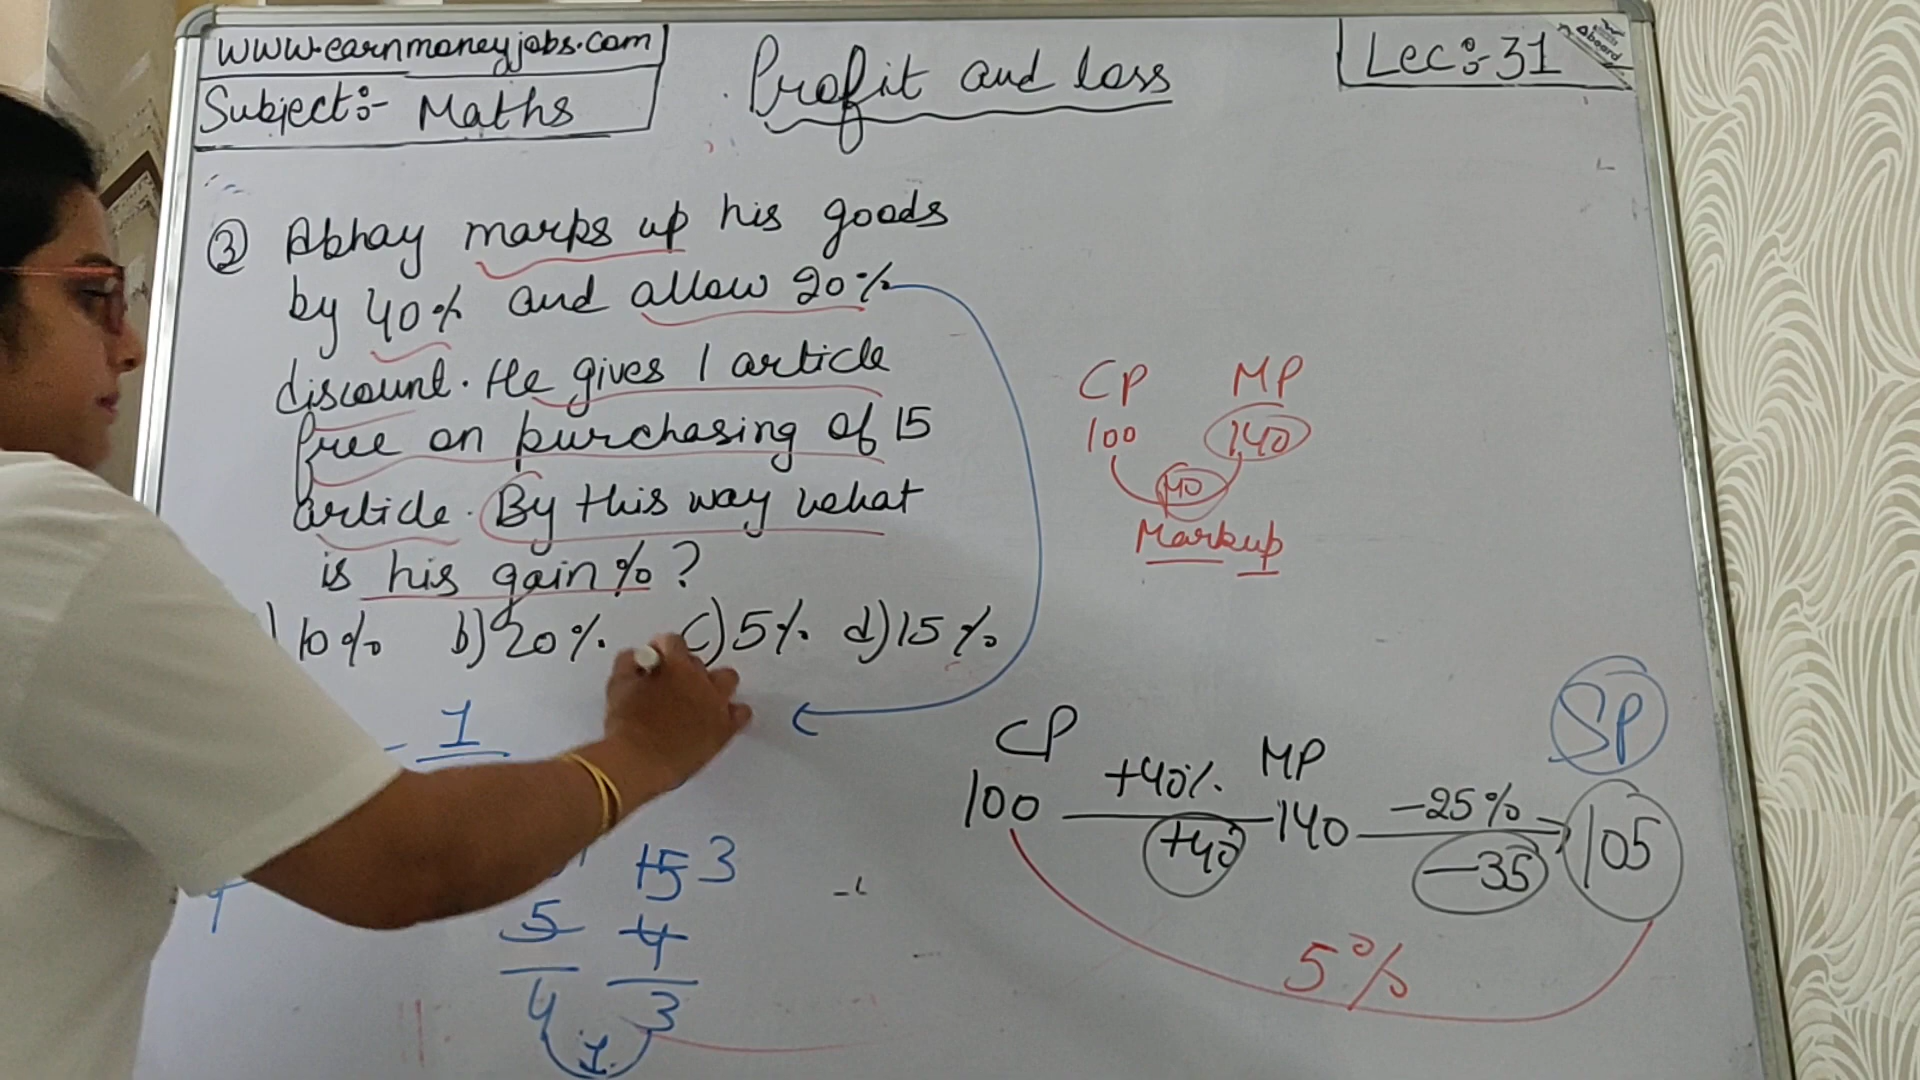 www.earnmoneyjobs.com
Subject:- Maths
Profit and loss
Lec:-31
Aboard
③ Abhay marks up his goods
by 40% and allow 20%
discount. He gives 1 article
free on purchasing of 15
article. By this way what
is his gain %?
10% b) 20% c) 5% d) 15%
CP MP
100 140
40
Markup
1
15 3
5 4
4 3
1
CP +40% MP -25% SP
100 +40 140 -35 105
5%